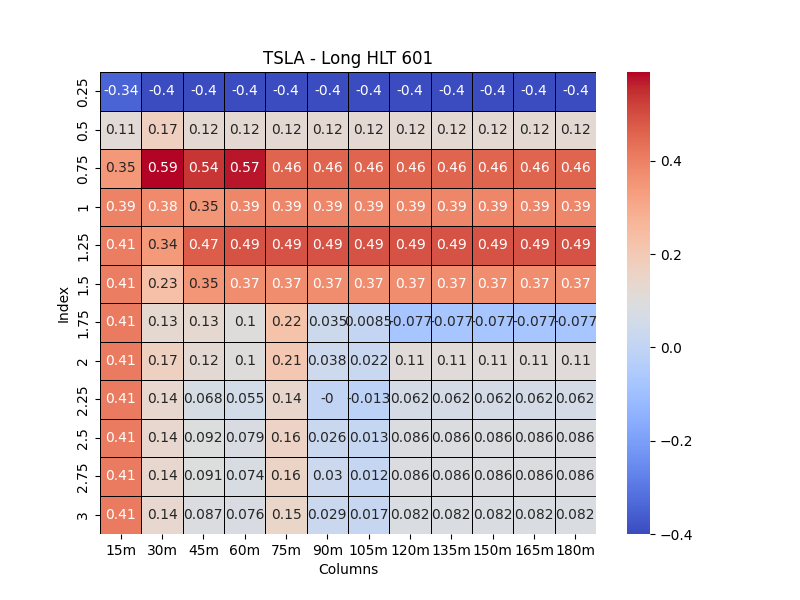 TSLA - Long HLT 601
0.25 -0.34 -0.4 -0.4 -0.4 -0.4 -0.4 -0.4 -0.4 -0.4 -0.4 -0.4 -0.4
0.5 0.11 0.17 0.12 0.12 0.12 0.12 0.12 0.12 0.12 0.12 0.12 0.12
0.75 0.35 0.59 0.54 0.57 0.46 0.46 0.46 0.46 0.46 0.46 0.46 0.46
1 0.39 0.38 0.35 0.39 0.39 0.39 0.39 0.39 0.39 0.39 0.39 0.39
1.25 0.41 0.34 0.47 0.49 0.49 0.49 0.49 0.49 0.49 0.49 0.49 0.49
1.5 0.41 0.23 0.35 0.37 0.37 0.37 0.37 0.37 0.37 0.37 0.37 0.37
1.75 0.41 0.13 0.13 0.1 0.22 0.035 0.0085 -0.077 -0.077 -0.077 -0.077 -0.077
2 0.41 0.17 0.12 0.1 0.21 0.038 0.022 0.11 0.11 0.11 0.11 0.11
2.25 0.41 0.14 0.068 0.055 0.14 -0 -0.013 0.062 0.062 0.062 0.062 0.062
2.5 0.41 0.14 0.092 0.079 0.16 0.026 0.013 0.086 0.086 0.086 0.086 0.086
2.75 0.41 0.14 0.091 0.074 0.16 0.03 0.012 0.086 0.086 0.086 0.086 0.086
3 0.41 0.14 0.087 0.076 0.15 0.029 0.017 0.082 0.082 0.082 0.082 0.082
15m 30m 45m 60m 75m 90m 105m 120m 135m 150m 165m 180m
Columns
Index
0.4
0.2
0.0
−0.2
−0.4